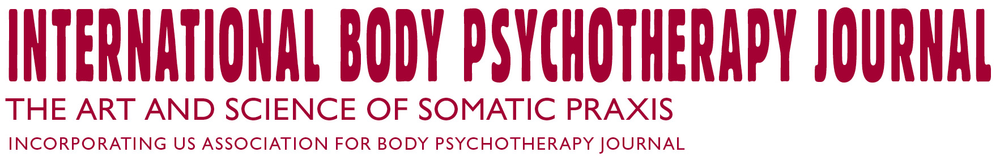 INTERNATIONAL BODY PSYCHOTHERAPY JOURNAL
THE ART AND SCIENCE OF SOMATIC PRAXIS
INCORPORATING US ASSOCIATION FOR BODY PSYCHOTHERAPY JOURNAL